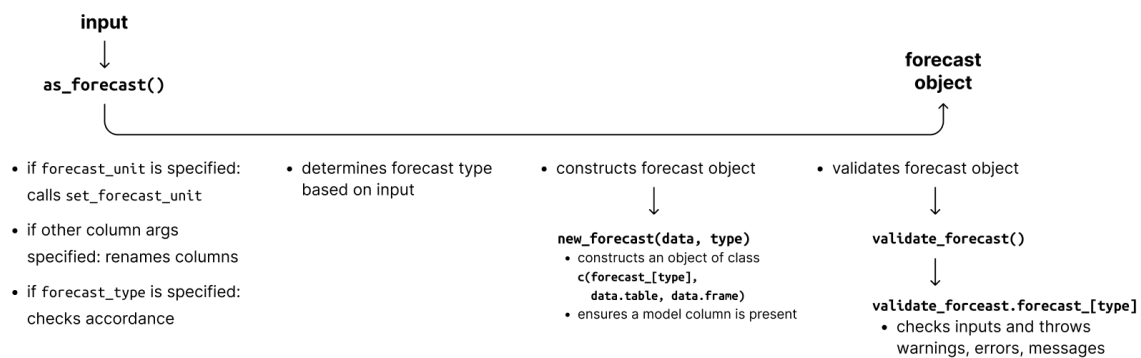 input
as_forecast()
forecast
object
• if forecast_unit is specified:
calls set_forecast_unit
• if other column args
specified: renames columns
• if forecast_type is specified:
checks accordance
• determines forecast type
based on input
• constructs forecast object
new_forecast(data, type)
• constructs an object of class
c(forecast_[type],
data.table, data.frame)
• ensures a model column is present
• validates forecast object
validate_forecast()
validate_forceast.forecast_[type]
• checks inputs and throws
warnings, errors, messages